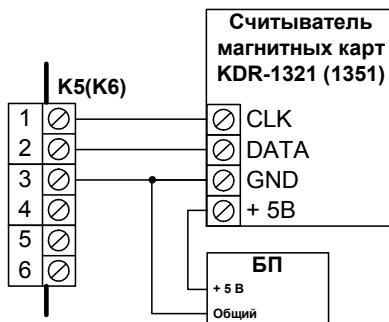 Считыватель
магнитных карт
KDR-1321 (1351)
K5(K6)
1
2
3
4
5
6
CLK
DATA
GND
+ 5В
БП
+ 5 В
Общий